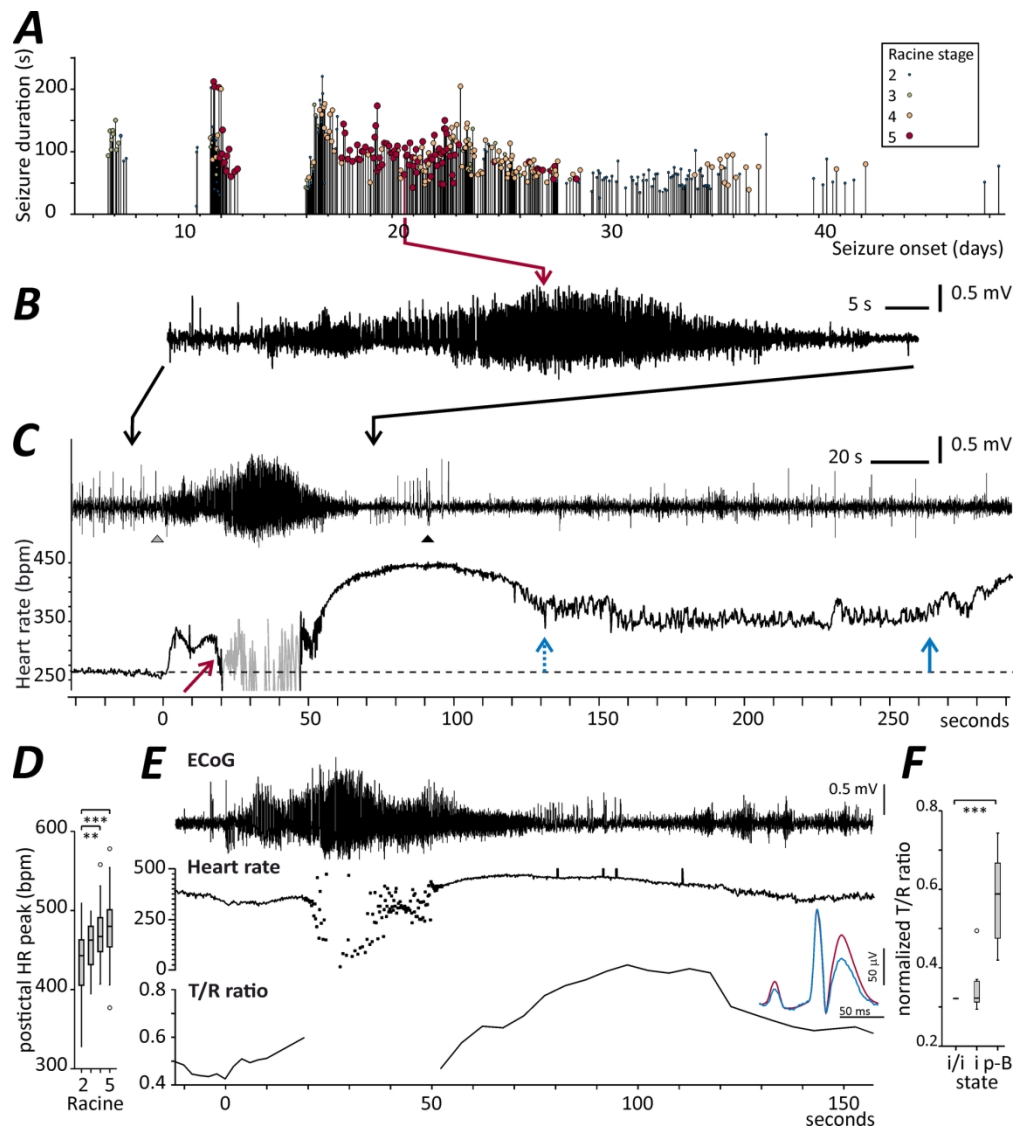 A
Seizure duration (s)
200
100
0
10
20
30
40
Seizure onset (days)
Racine stage
2
3
4
5
B
5 s
0.5 mV
C
20 s
0.5 mV
Heart rate (bpm)
450
350
250
0
50
100
150
200
250
seconds
D
***
**
postictal HR peak (bpm)
600
500
400
300
2 5
Racine
E
ECoG
0.5 mV
Heart rate
500
250
0
T/R ratio
0.8
0.6
0.4
50 µV
50 ms
0
50
100
150
seconds
F
***
normalized T/R ratio
0.8
0.6
0.4
0.2
i/i i p-B
state